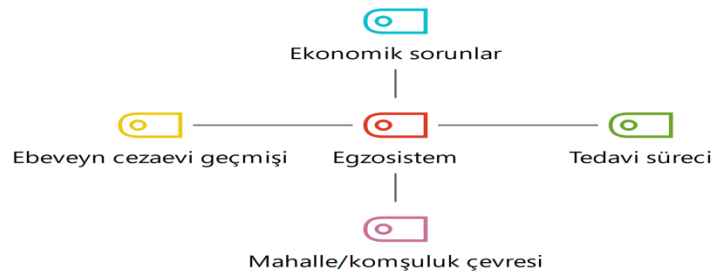 Ekonomik sorunlar
Ebeveyn cezaevi geçmişi
Egzosistem
Tedavi süreci
Mahalle/komşuluk çevresi